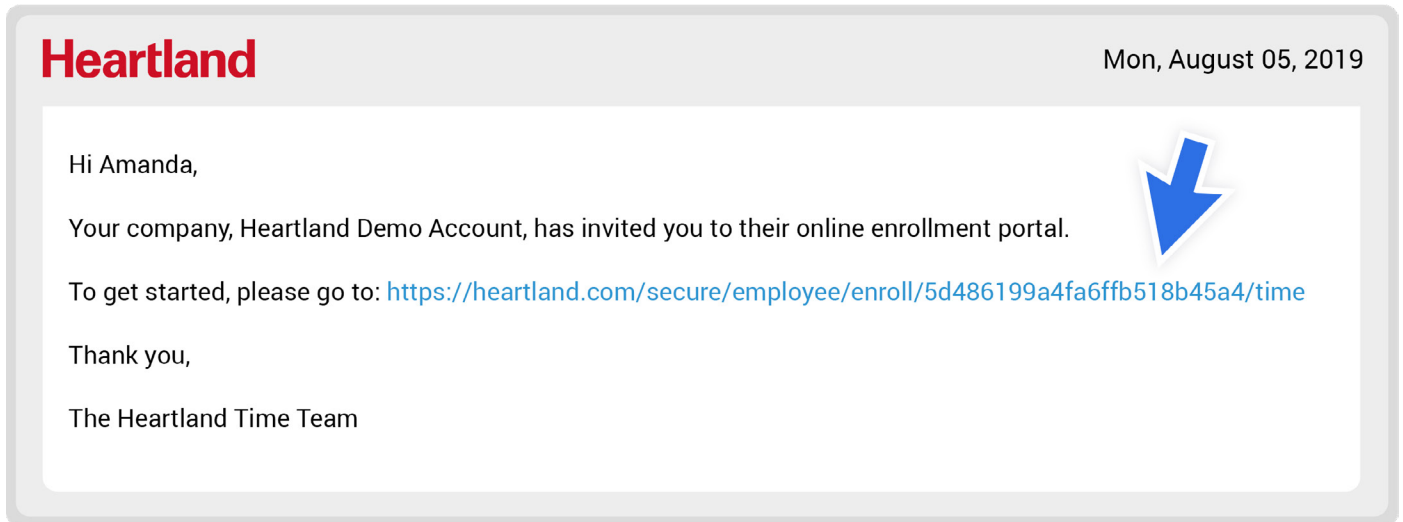 Heartland
Mon, August 05, 2019
Hi Amanda,
Your company, Heartland Demo Account, has invited you to their online enrollment portal.
To get started, please go to: https://heartland.com/secure/employee/enroll/5d486199a4fa6ffb518b45a4/time
Thank you,
The Heartland Time Team